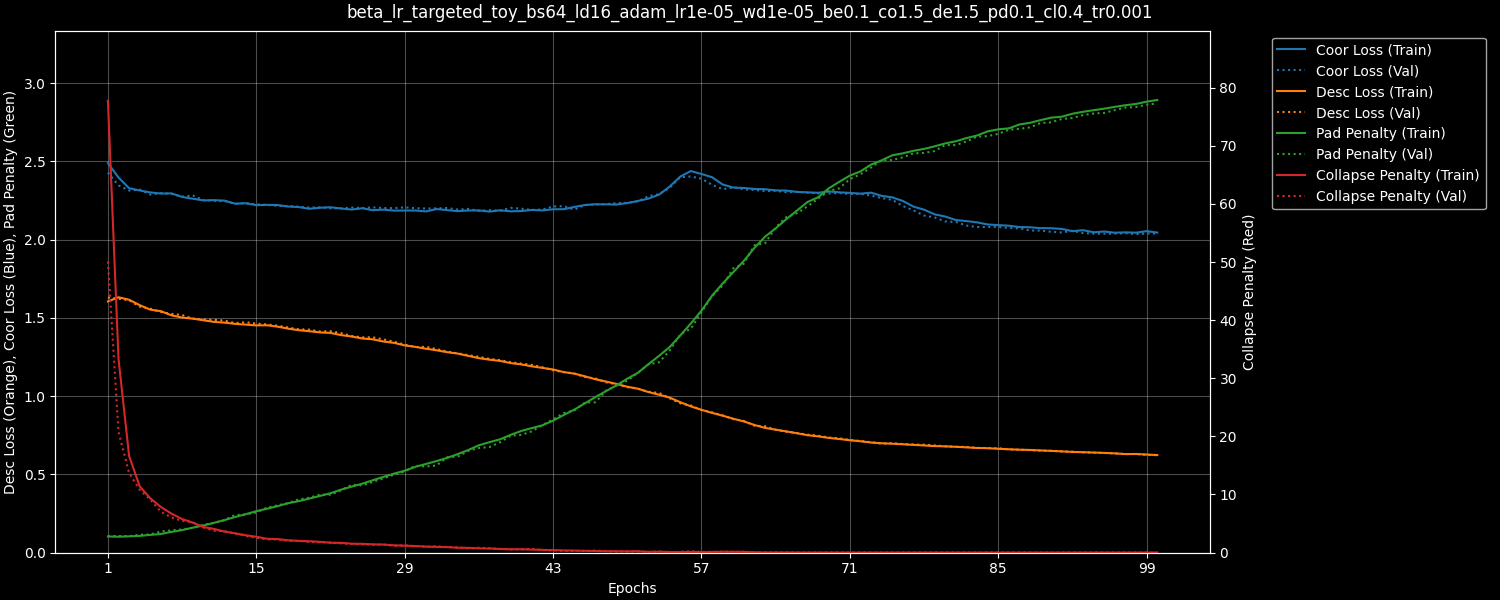 beta_lr_targeted_toy_bs64_ld16_adam_lr1e-05_wd1e-05_be0.1_co1.5_de1.5_pd0.1_cl0.4_tr0.001
Desc Loss (Orange), Coor Loss (Blue), Pad Penalty (Green)
3.0
2.5
2.0
1.5
1.0
0.5
0.0
1
15
29
43
57
71
85
99
Epochs
80
70
60
50
40
30
20
10
0
Collapse Penalty (Red)
Coor Loss (Train)
Coor Loss (Val)
Desc Loss (Train)
Desc Loss (Val)
Pad Penalty (Train)
Pad Penalty (Val)
Collapse Penalty (Train)
Collapse Penalty (Val)